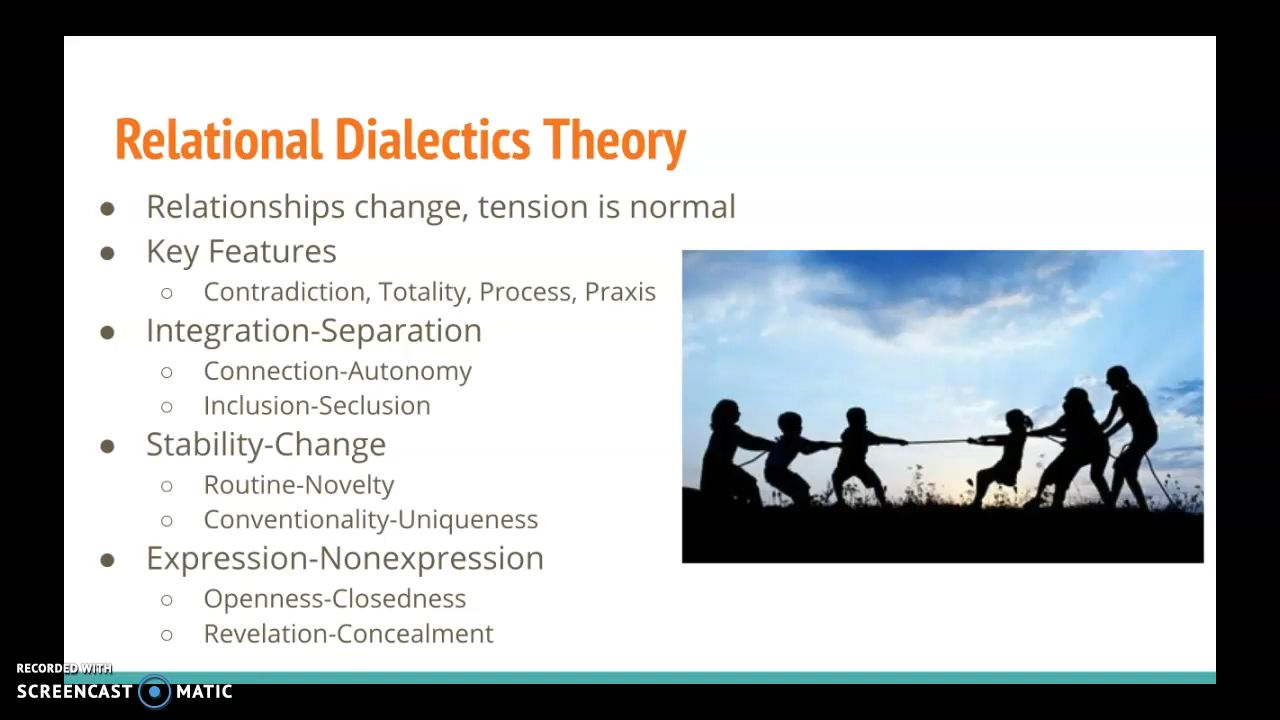 Relational Dialectics Theory
● Relationships change, tension is normal
● Key Features
○ Contradiction, Totality, Process, Praxis
● Integration-Separation
○ Connection-Autonomy
○ Inclusion-Seclusion
● Stability-Change
○ Routine-Novelty
○ Conventionality-Uniqueness
● Expression-Nonexpression
○ Openness-Closedness
○ Revelation-Concealment
RECORDED WITH
SCREENCAST MATIC